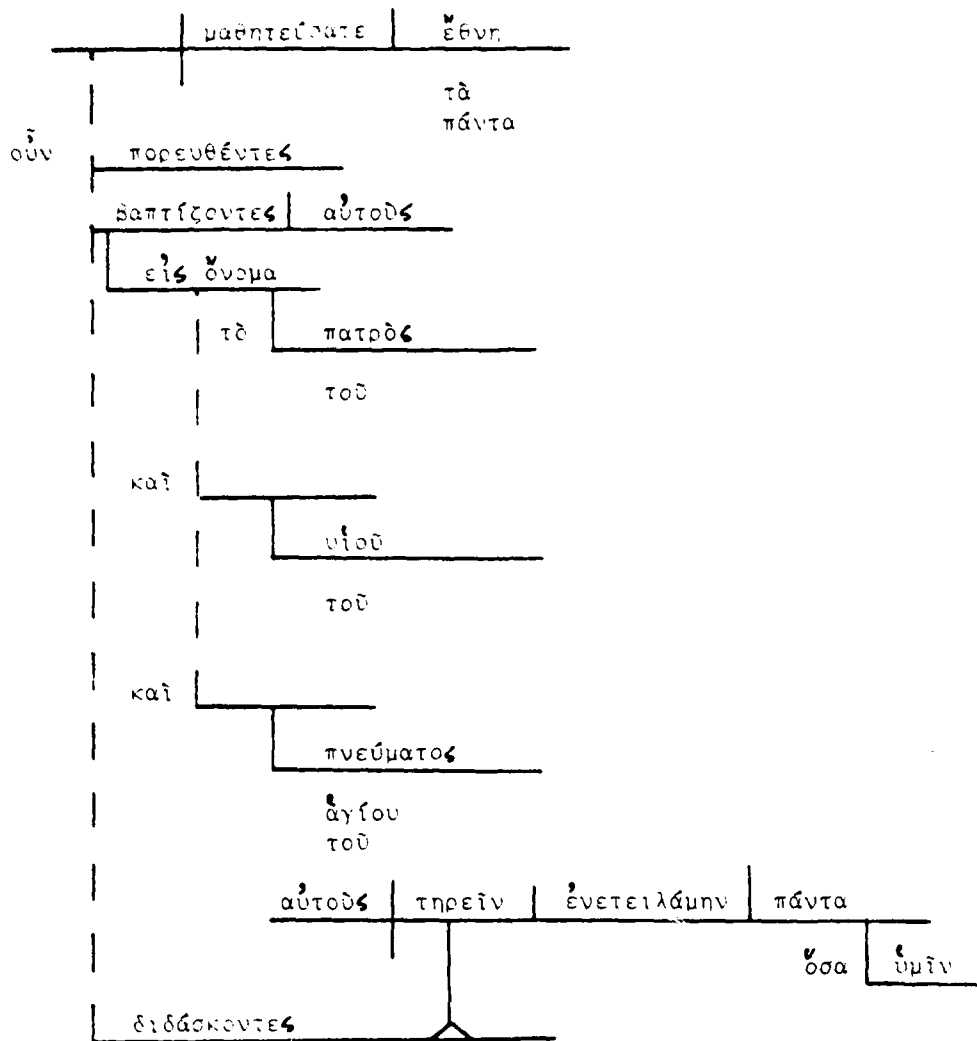 μαθητεύσατε ἔθνη
τὰ
πάντα
οὖν πορευθέντες
βαπτίζοντες αὐτοὺς
εἰς ὄνομα
τὸ πατρὸς
τοῦ
καὶ
υἱοῦ
τοῦ
καὶ
πνεύματος
ἁγίου
τοῦ
αὐτοὺς τηρεῖν ἐνετειλάμην πάντα
ὅσα ὑμῖν
διδάσκοντες